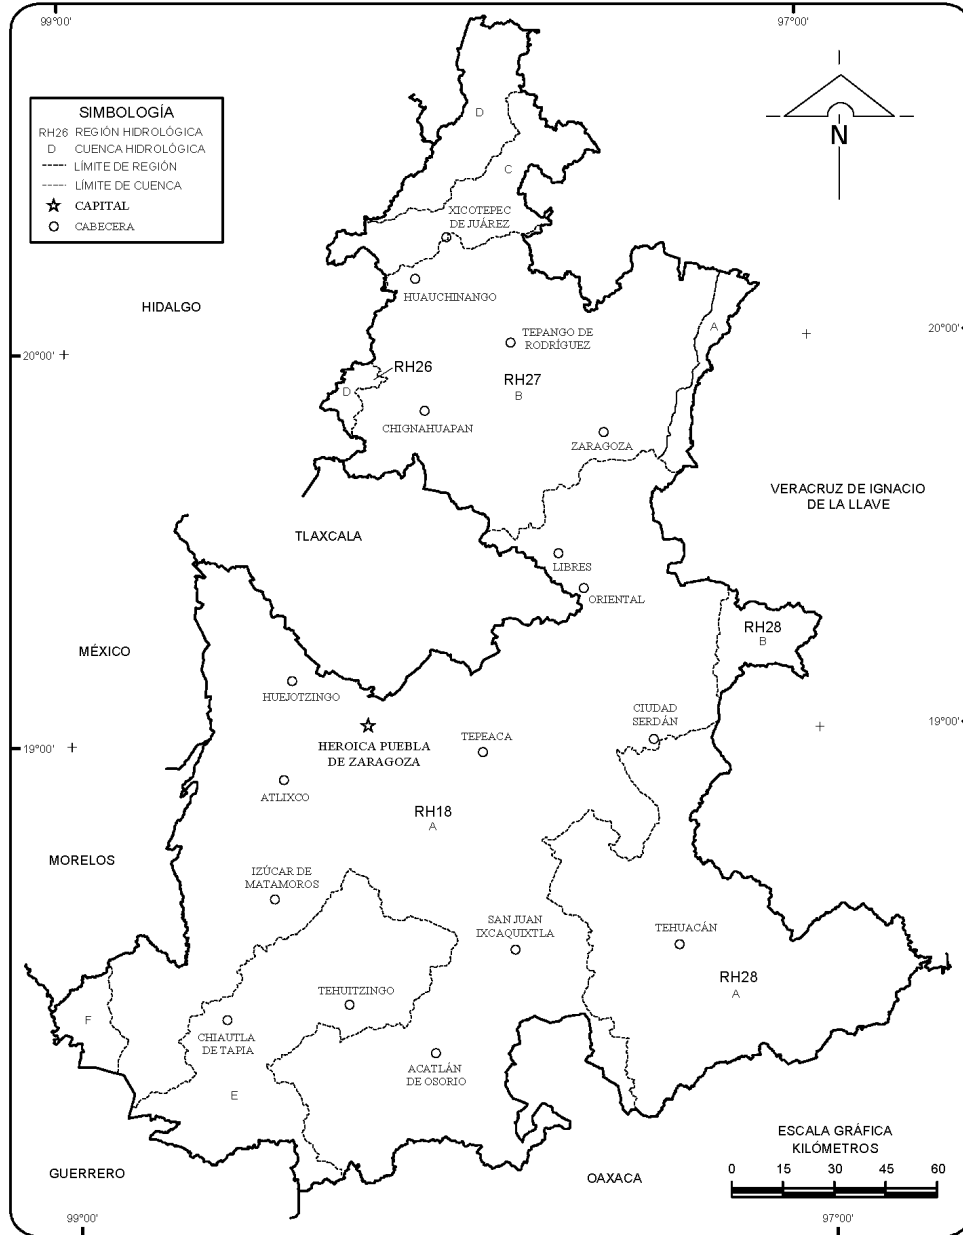 99°00'
97°00'
SIMBOLOGÍA
RH26 REGIÓN HIDROLÓGICA
D CUENCA HIDROLÓGICA
LÍMITE DE REGIÓN
LÍMITE DE CUENCA
CAPITAL
CABECERA
N
D
C
XICOTEPEC
DE JUÁREZ
HUAUCHINANGO
HIDALGO
TEPANGO DE
RODRÍGUEZ
A
20°00'
20°00'
RH26
D
RH27
B
CHIGNAHUAPAN
ZARAGOZA
VERACRUZ DE IGNACIO
DE LA LLAVE
TLAXCALA
LIBRES
ORIENTAL
RH28
B
MÉXICO
HUEJOTZINGO
CIUDAD
SERDÁN
19°00'
19°00'
HEROICA PUEBLA
DE ZARAGOZA
TEPEACA
ATLIXCO
RH18
A
MORELOS
IZÚCAR DE
MATAMOROS
SAN JUAN
IXCAQUIXTLA
TEHUACÁN
RH28
A
TEHUITZINGO
F
CHIAUTLA
DE TAPIA
ACATLÁN
DE OSORIO
E
GUERRERO
OAXACA
ESCALA GRÁFICA
KILÓMETROS
0 15 30 45 60
99°00'
97°00'